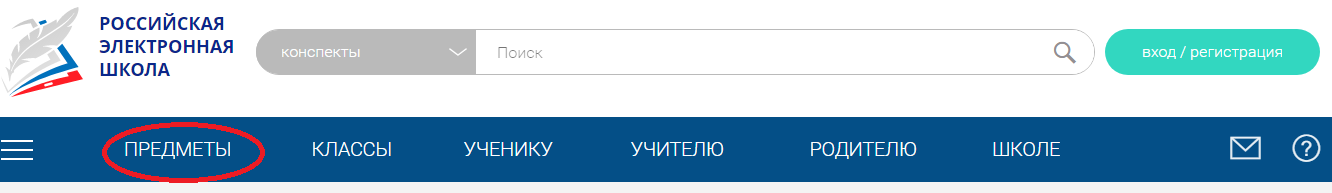 РОССИЙСКАЯ
ЭЛЕКТРОННАЯ
ШКОЛА
конспекты
Поиск
вход / регистрация
ПРЕДМЕТЫ КЛАССЫ УЧЕНИКУ УЧИТЕЛЮ РОДИТЕЛЮ ШКОЛЕ ?